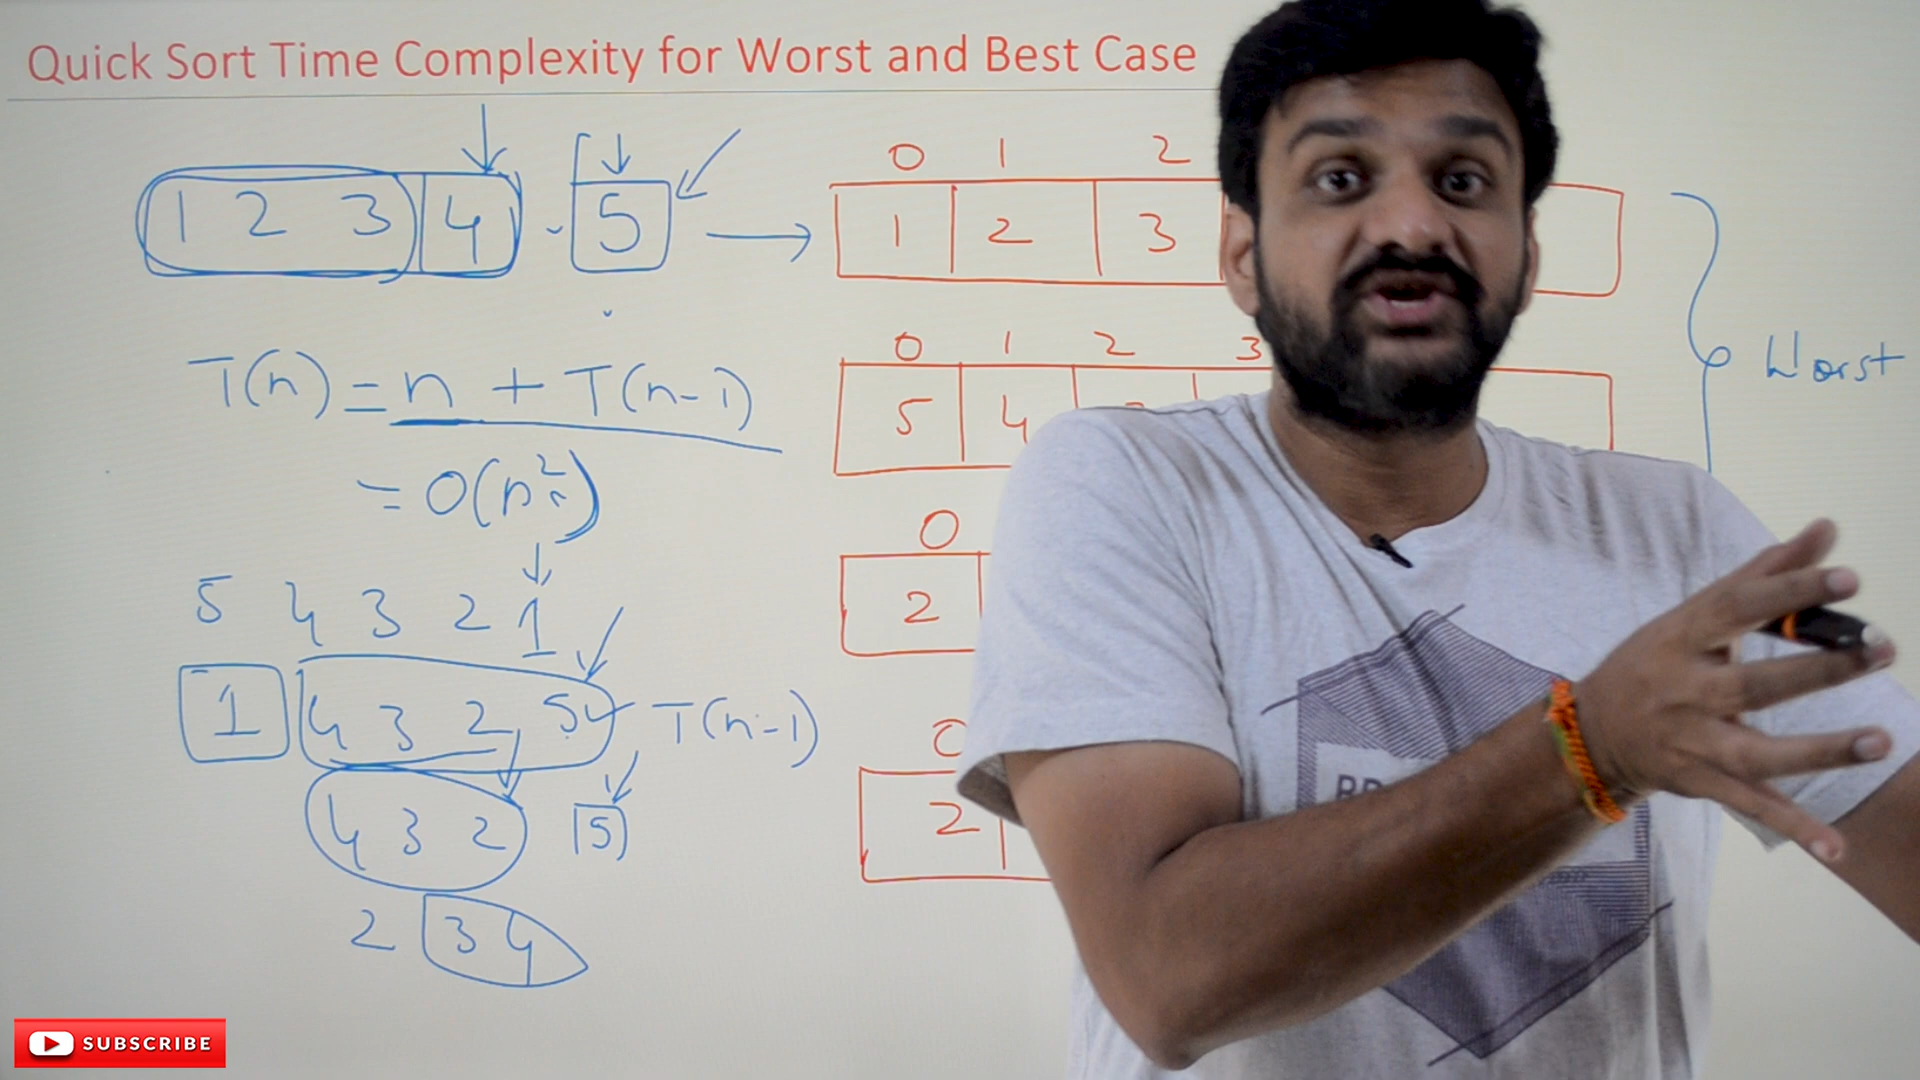 Quick Sort Time Complexity for Worst and Best Case
1 2 3 4 5
0 1 2
1 2 3
T(n) = n + T(n-1)
= O(n²)
0 1 2 3
5 4
Worst
5 4 3 2 1
0
2
1 4 3 2 5 T(n-1)
0
2
4 3 2 5
2 3 4
SUBSCRIBE